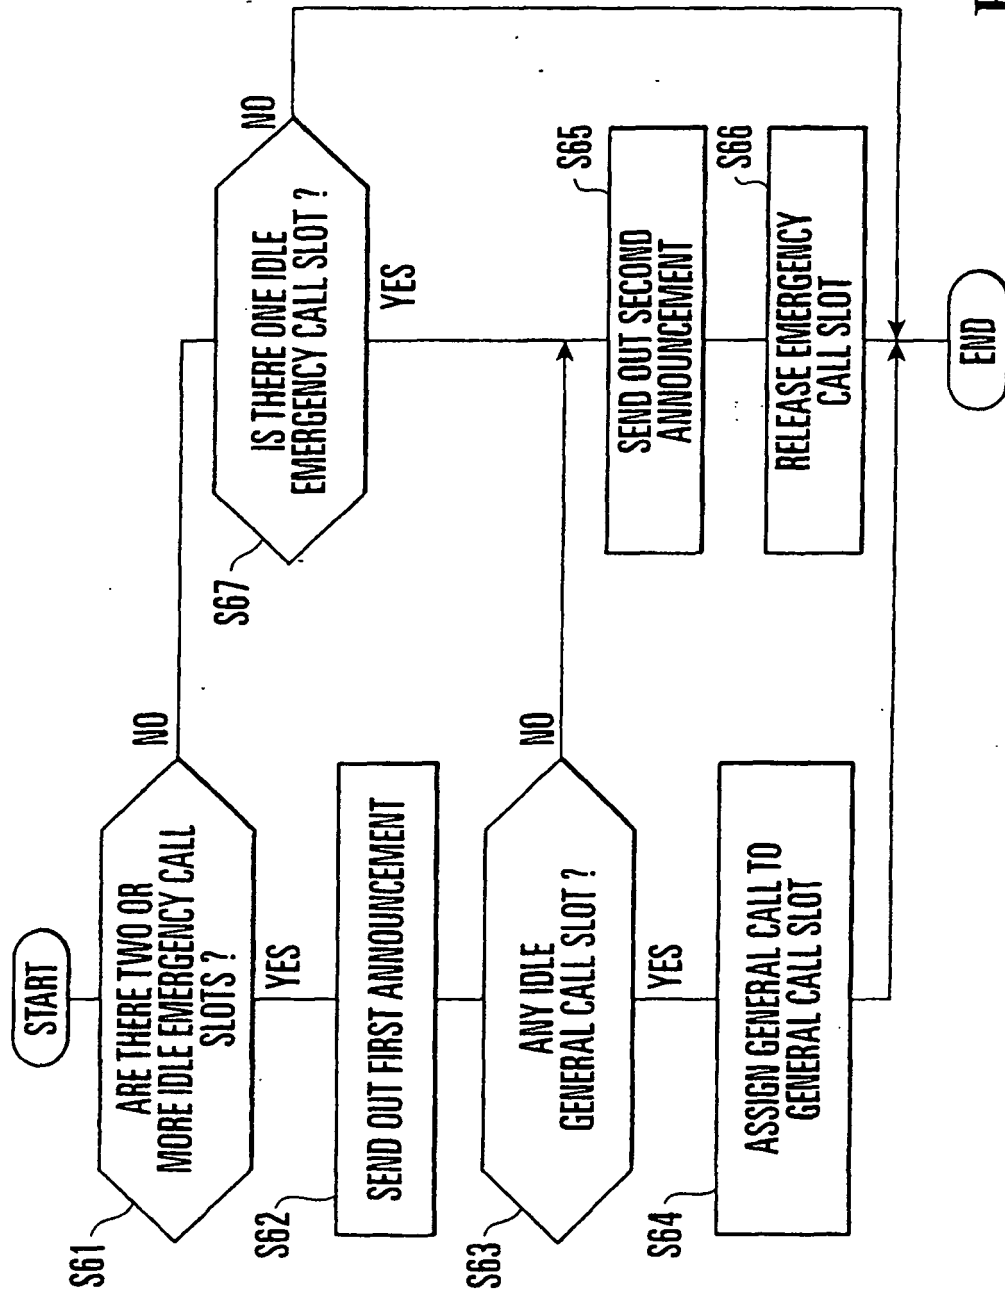 START
S61
ARE THERE TWO OR
MORE IDLE EMERGENCY CALL
SLOTS ?
NO
YES
S62
SEND OUT FIRST ANNOUNCEMENT
S63
ANY IDLE
GENERAL CALL SLOT ?
NO
YES
S64
ASSIGN GENERAL CALL TO
GENERAL CALL SLOT
S67
IS THERE ONE IDLE
EMERGENCY CALL SLOT ?
NO
YES
S65
SEND OUT SECOND
ANNOUNCEMENT
S66
RELEASE EMERGENCY
CALL SLOT
END